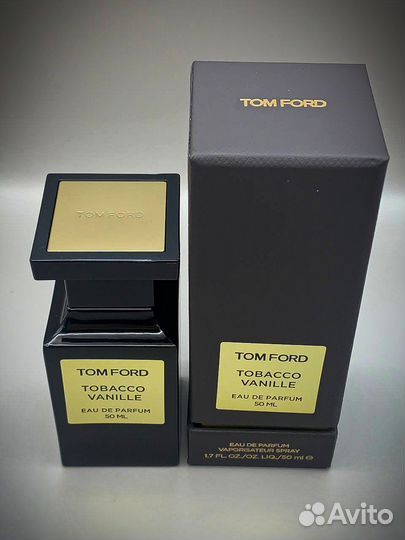 TOM FORD
TOM FORD
TOM FORD
TOBACCO
VANILLE
EAU DE PARFUM
50 ML
TOM FORD
TOBACCO
VANILLE
EAU DE PARFUM
50 ML
EAU DE PARFUM
VAPORISATEUR SPRAY
1.7 FL. OZ./OZ. LIQ./50 ml ℮
Avito